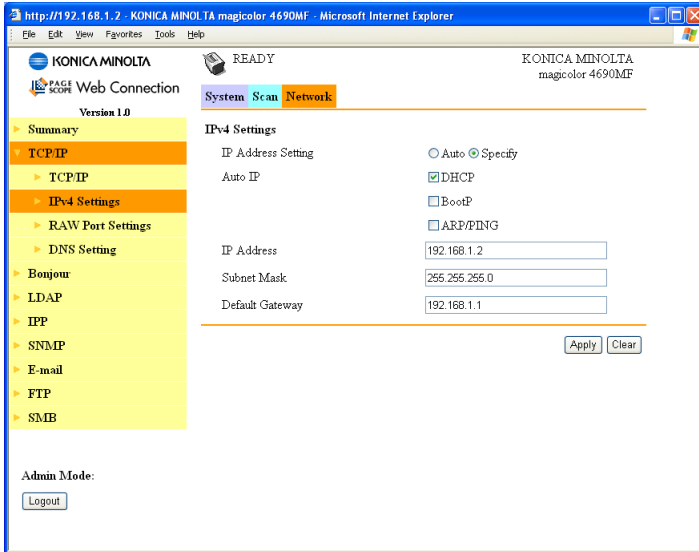 http://192.168.1.2 - KONICA MINOLTA magicolor 4690MF - Microsoft Internet Explorer
File Edit View Favorites Tools Help
KONICA MINOLTA
READY
KONICA MINOLTA
magicolor 4690MF
PAGE SCOPE Web Connection
Version 1.0
System Scan Network
Summary
TCP/IP
TCP/IP
IPv4 Settings
RAW Port Settings
DNS Setting
Bonjour
LDAP
IPP
SNMP
E-mail
FTP
SMB
Admin Mode:
Logout
IPv4 Settings
IP Address Setting Auto Specify
Auto IP DHCP
BootP
ARP/PING
IP Address 192.168.1.2
Subnet Mask 255.255.255.0
Default Gateway 192.168.1.1
Apply Clear